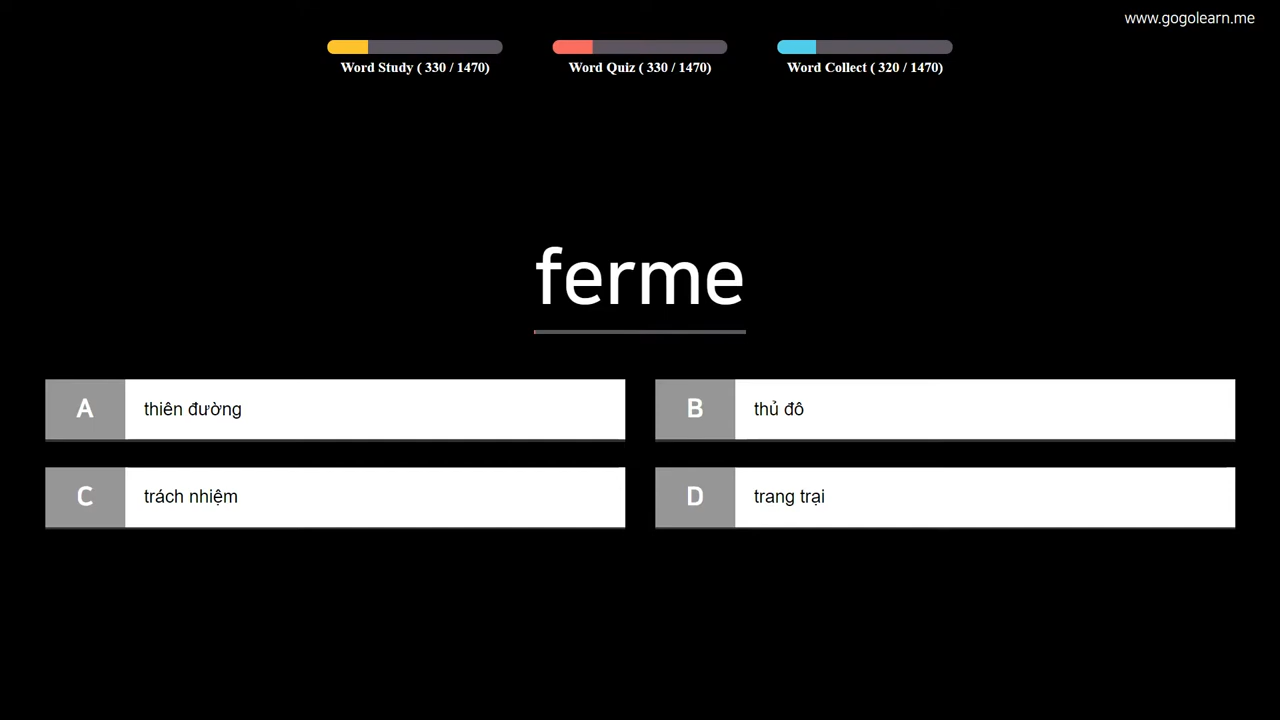 www.gogolearn.me
Word Study ( 330 / 1470)
Word Quiz ( 330 / 1470)
Word Collect ( 320 / 1470)
ferme
A thiên đường
B thủ đô
C trách nhiệm
D trang trại